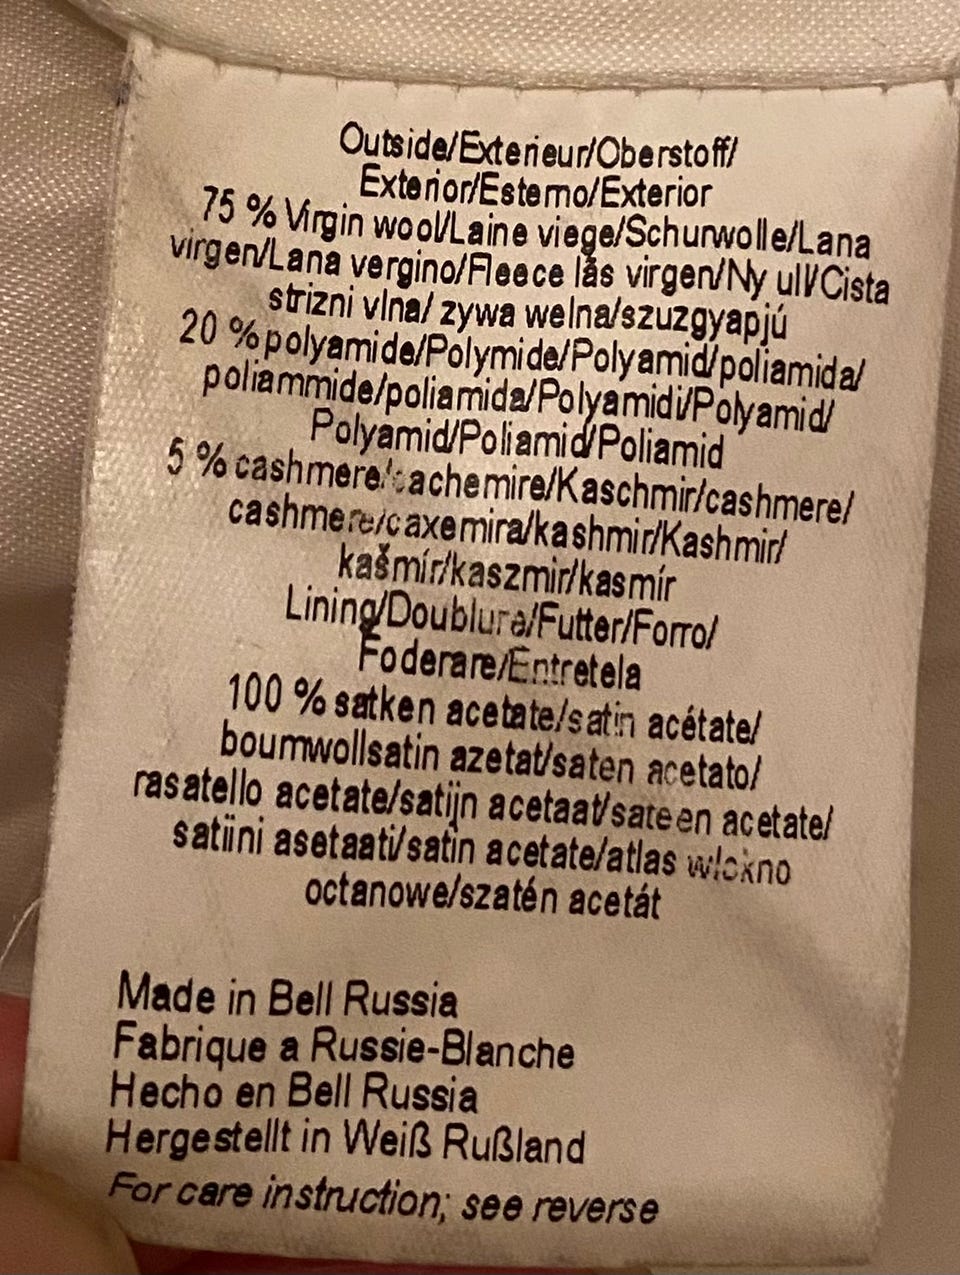 Outside/Exterieur/Oberstoff/
Exterior/Esterno/Exterior
75 % Virgin wool/Laine viege/Schurwolle/Lana
virgen/Lana vergino/Fleece lås virgen/Ny ull/Cista
strizni vlna/ zywa welna/szuzgyapjú
20 % polyamide/Polymide/Polyamid/poliamida/
poliammide/poliamida/Polyamidi/Polyamid/
Polyamid/Poliamid/Poliamid
5 % cashmere/cachemire/Kaschmir/cashmere/
cashmere/caxemira/kashmir/Kashmir/
kašmír/kaszmir/kasmír
Lining/Doublure/Futter/Forro/
Foderare/Entretela
100 % satken acetate/satin acétate/
boumwollsatin azetat/saten acetato/
rasatello acetate/satijn acetaat/sateen acetate/
satiini asetaati/satin acetate/atlas wlokno
octanowe/szatén acetát
Made in Bell Russia
Fabrique a Russie-Blanche
Hecho en Bell Russia
Hergestellt in Weiß Rußland
For care instruction; see reverse